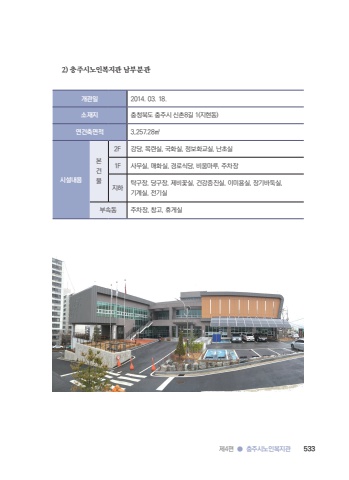 2) 충주시노인복지관 남부분관
개관일 2014. 03. 18.
소재지 충청북도 충주시 신촌8길 1(지현동)
연건축면적 3,257.28㎡
시설내용 본건물 2F 강당, 목련실, 국화실, 정보화교실, 난초실
1F 사무실, 매화실, 경로식당, 비움마루, 주차장
지하 탁구장, 당구장, 제비꽃실, 건강증진실, 이미용실, 장기바둑실,
기계실, 전기실
부속동 주차장, 창고, 휴게실
제4편 ● 충주시노인복지관 533